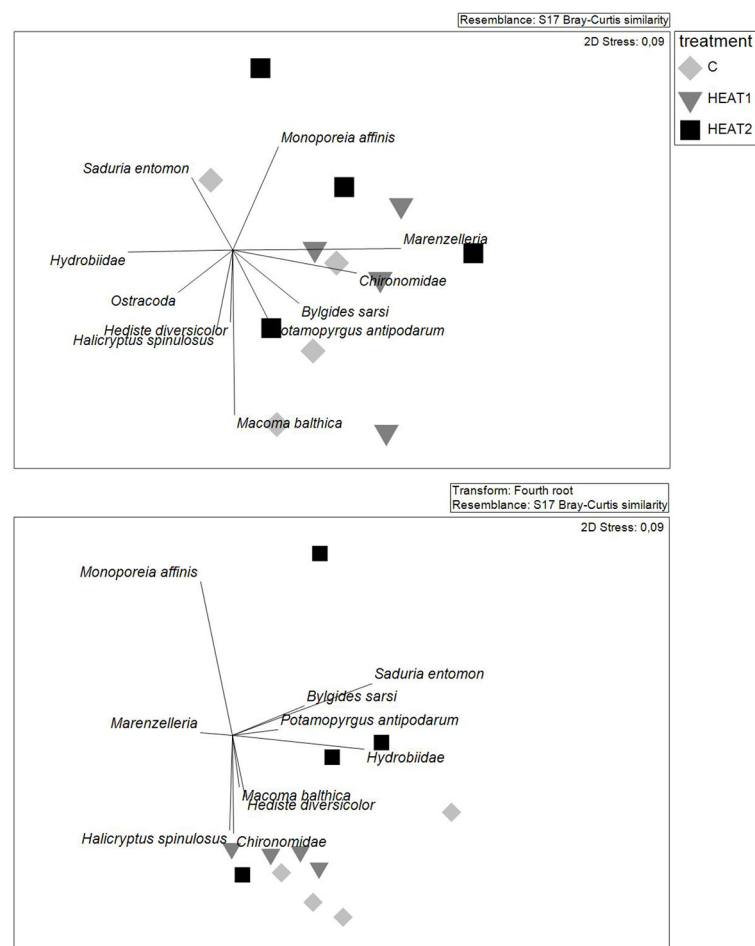 Resemblance: S17 Bray-Curtis similarity
2D Stress: 0,09
treatment
C
HEAT1
HEAT2
Monoporeia affinis
Saduria entomon
Marenzelleria
Hydrobiidae
Chironomidae
Ostracoda
Bylgides sarsi
Hediste diversicolor
otamopyrgus antipodarum
Halicryptus spinulosus
Macoma balthica
Transform: Fourth root
Resemblance: S17 Bray-Curtis similarity
2D Stress: 0,09
Monoporeia affinis
Saduria entomon
Bylgides sarsi
Marenzelleria
Potamopyrgus antipodarum
Hydrobiidae
Macoma balthica
Hediste diversicolor
Halicryptus spinulosus
Chironomidae